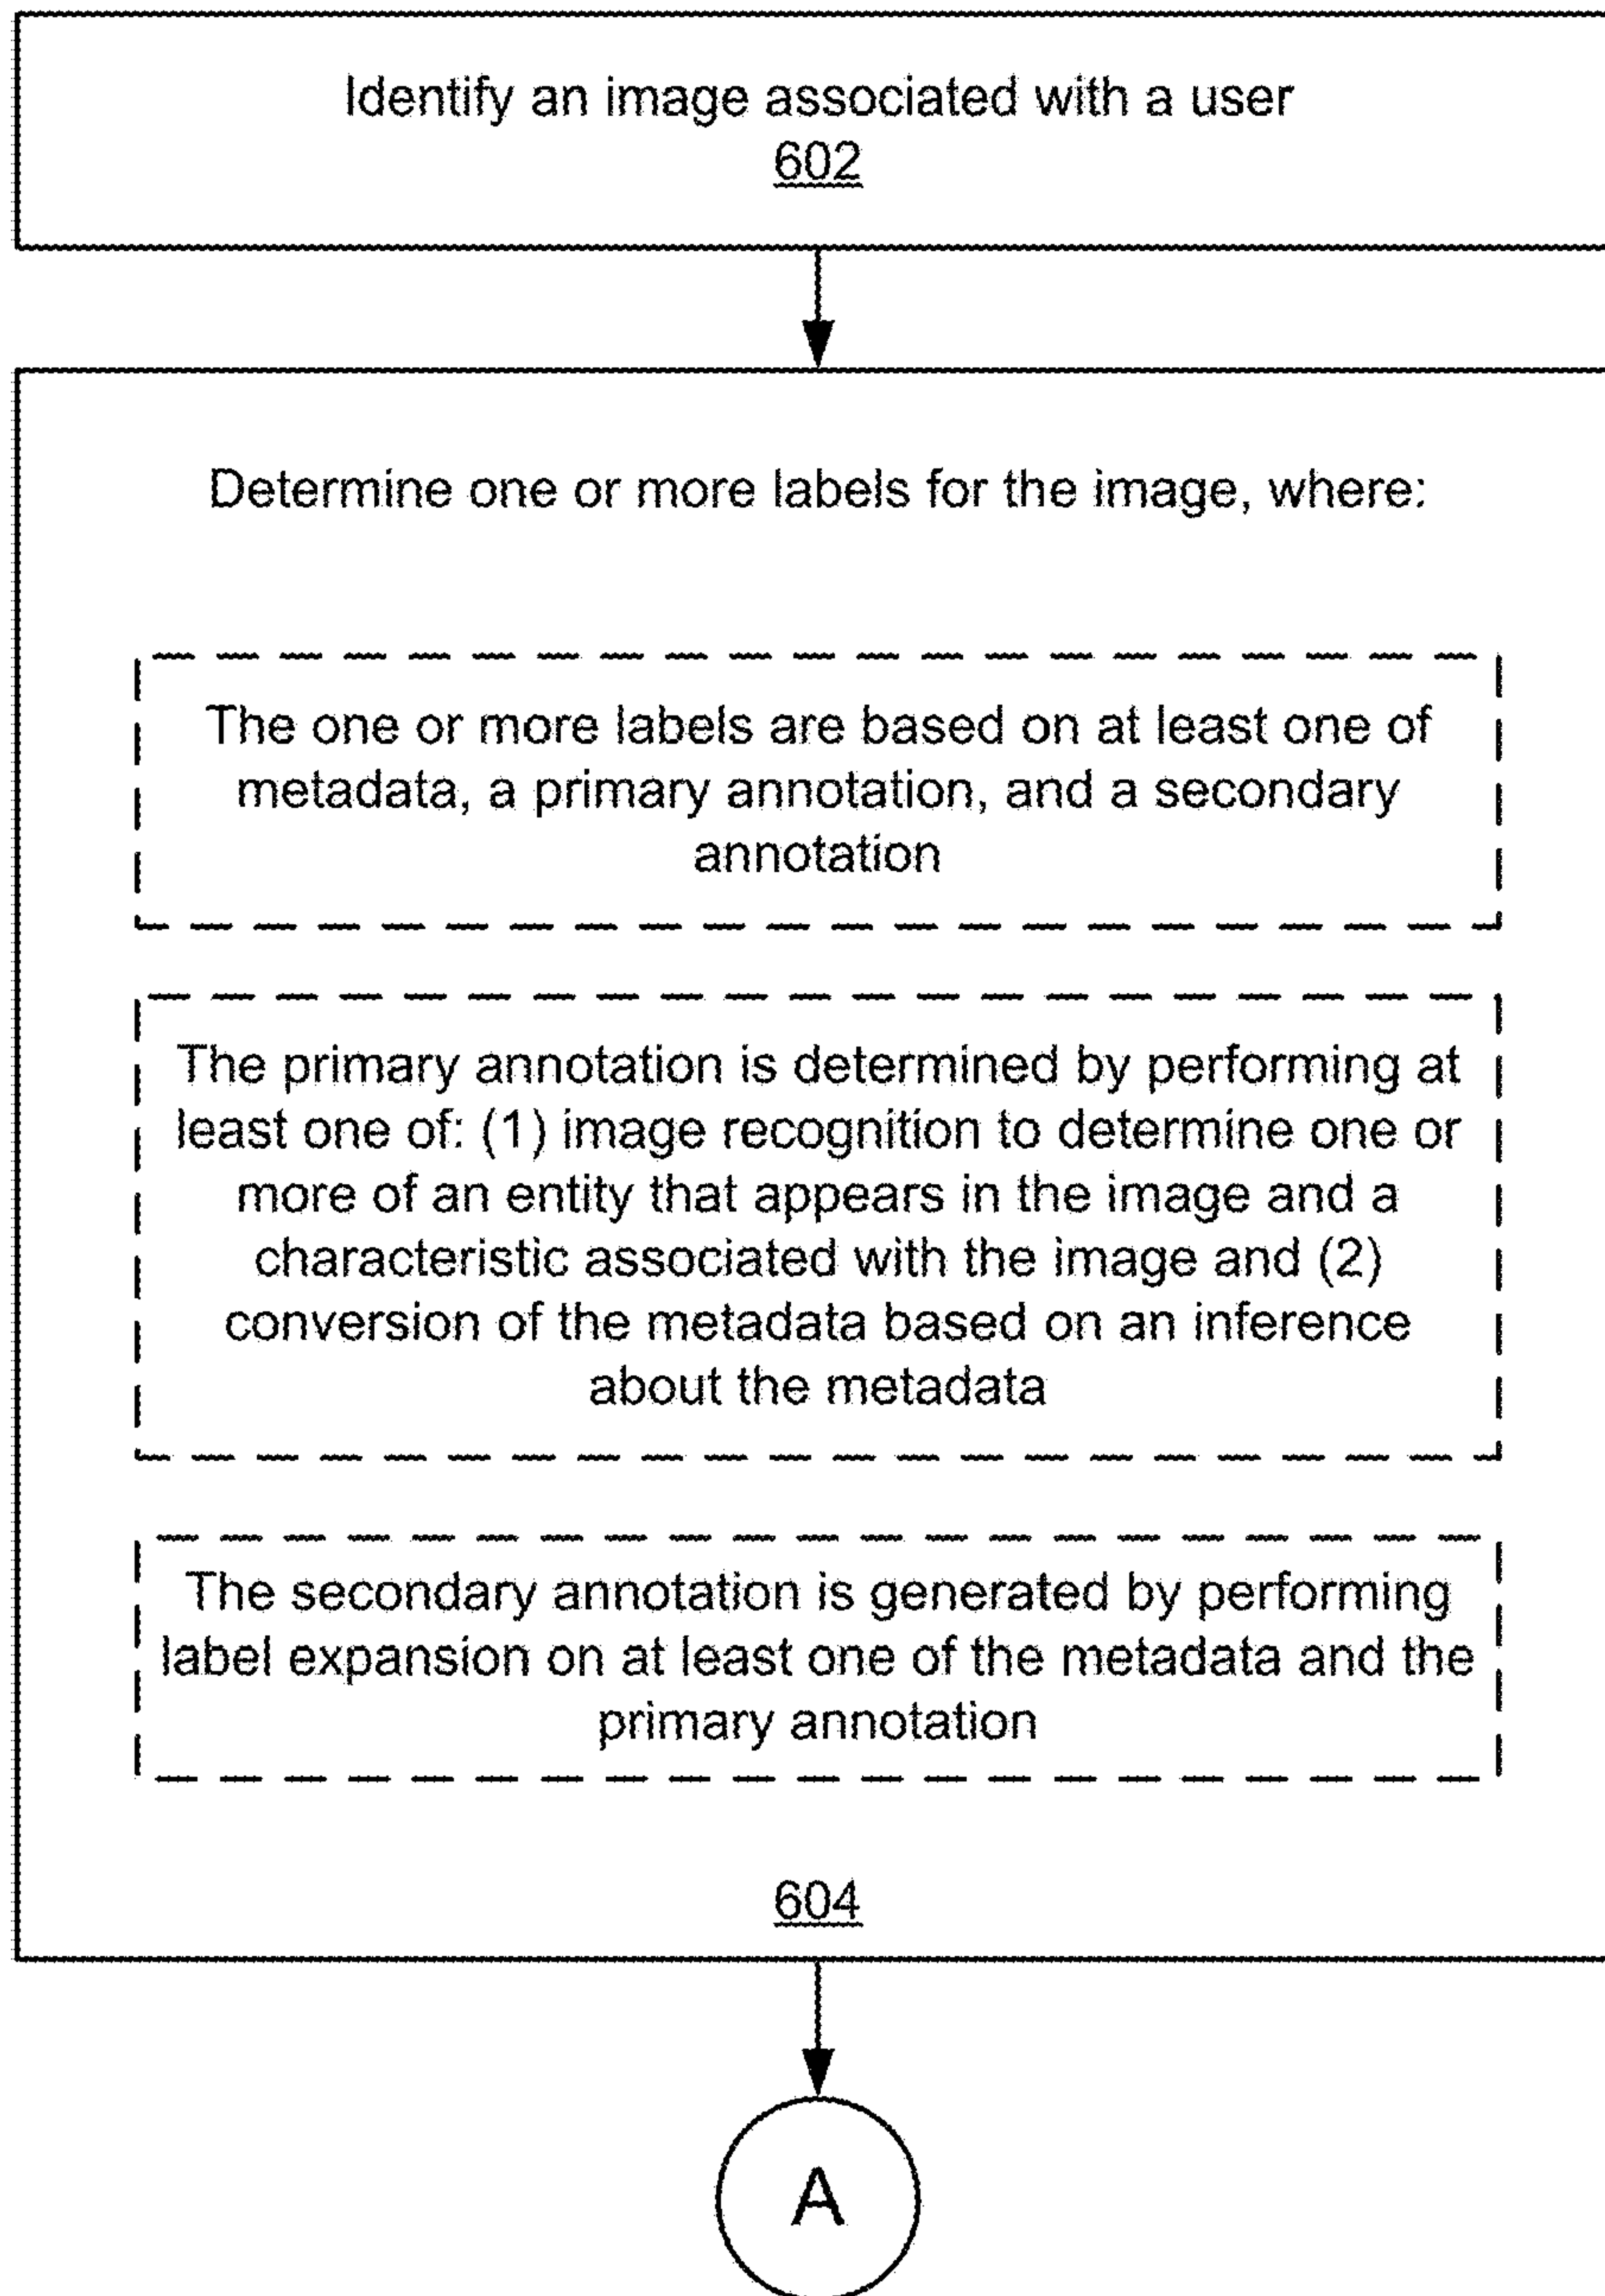 Identify an image associated with a user
602
Determine one or more labels for the image, where:
The one or more labels are based on at least one of
metadata, a primary annotation, and a secondary
annotation
The primary annotation is determined by performing at
least one of: (1) image recognition to determine one or
more of an entity that appears in the image and a
characteristic associated with the image and (2)
conversion of the metadata based on an inference
about the metadata
The secondary annotation is generated by performing
label expansion on at least one of the metadata and the
primary annotation
604
A